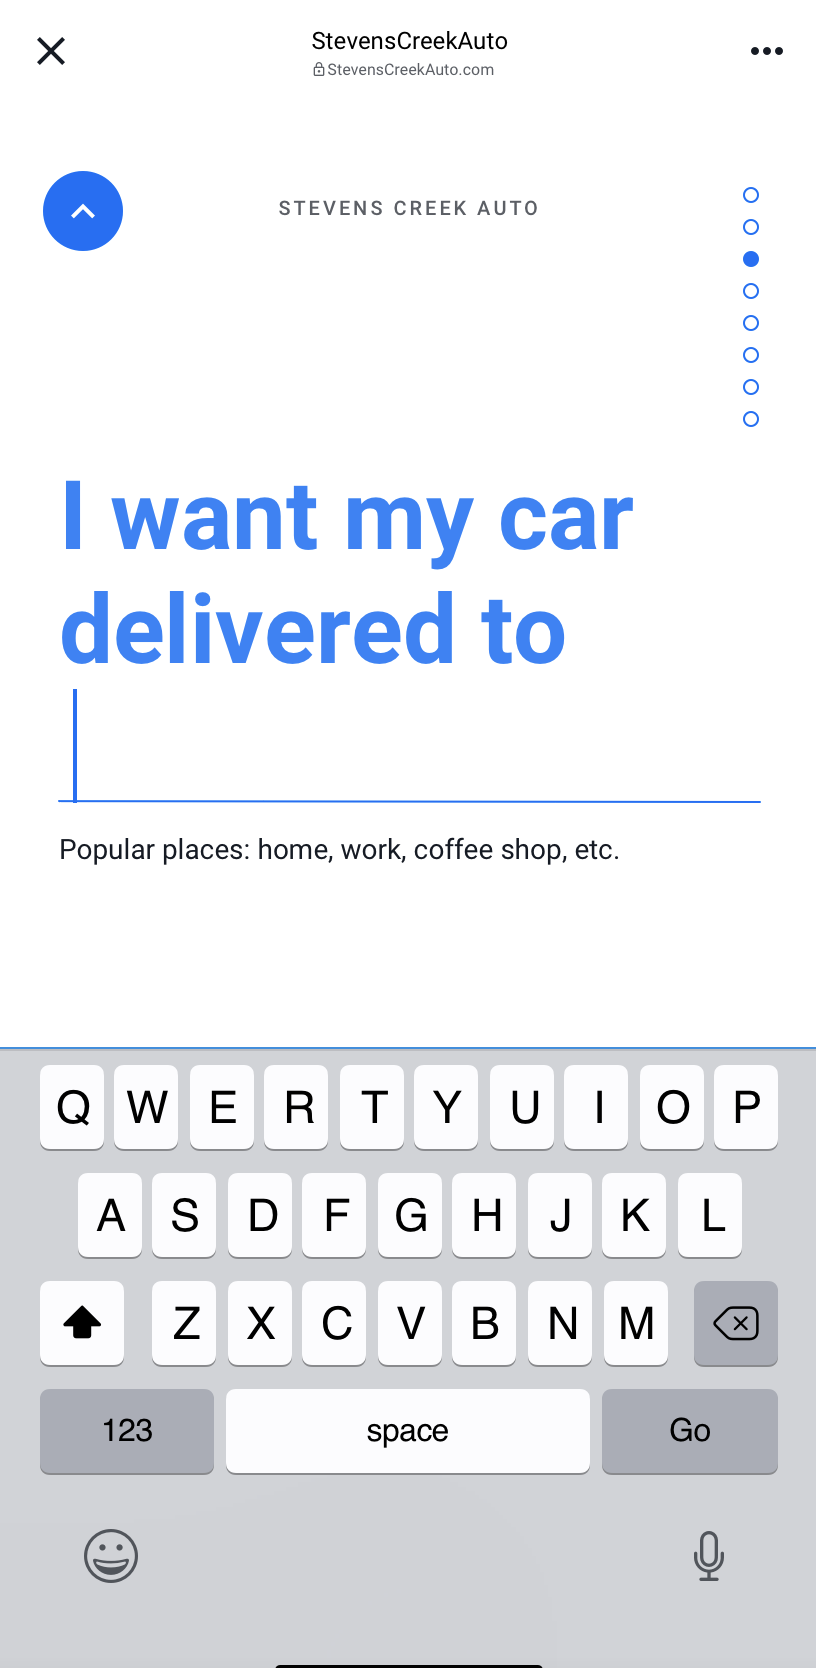 StevensCreekAuto
StevensCreekAuto.com
STEVENS CREEK AUTO
I want my car
delivered to
Popular places: home, work, coffee shop, etc.
Q W E R T Y U I O P
A S D F G H J K L
Z X C V B N M
123 space Go